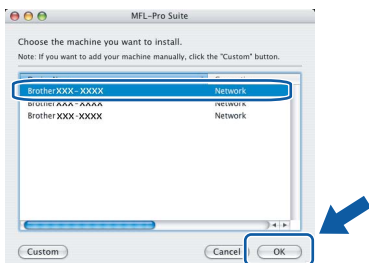 MFL-Pro Suite
Choose the machine you want to install.
Note: If you want to add your machine manually, click the "Custom" button.
Brother XXX-XXXX Network
Brother XXX-XXXX Network
Brother XXX-XXXX Network
Custom Cancel OK